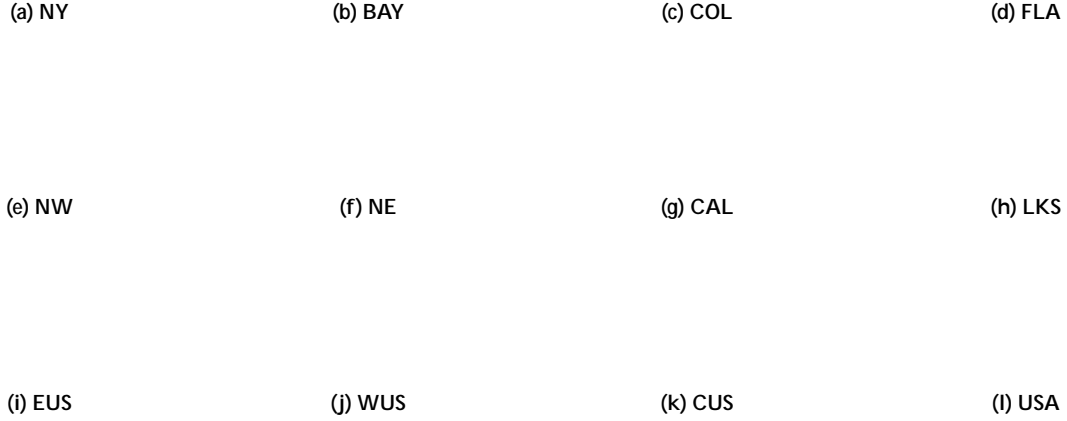 (a) NY (b) BAY (c) COL (d) FLA
(e) NW (f) NE (g) CAL (h) LKS
(i) EUS (j) WUS (k) CUS (l) USA